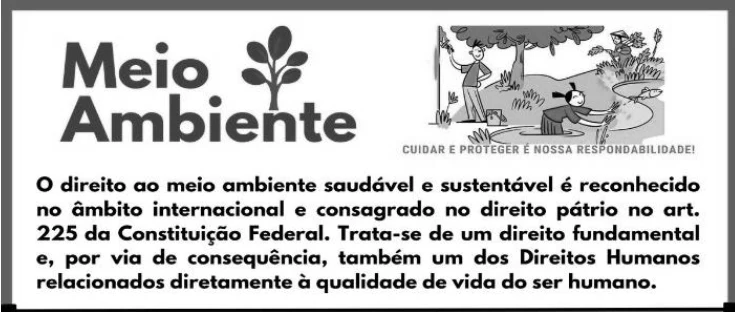 Meio
Ambiente
CUIDAR E PROTEGER É NOSSA RESPONDABILIDADE!
O direito ao meio ambiente saudável e sustentável é reconhecido
no âmbito internacional e consagrado no direito pátrio no art.
225 da Constituição Federal. Trata-se de um direito fundamental
e, por via de consequência, também um dos Direitos Humanos
relacionados diretamente à qualidade de vida do ser humano.